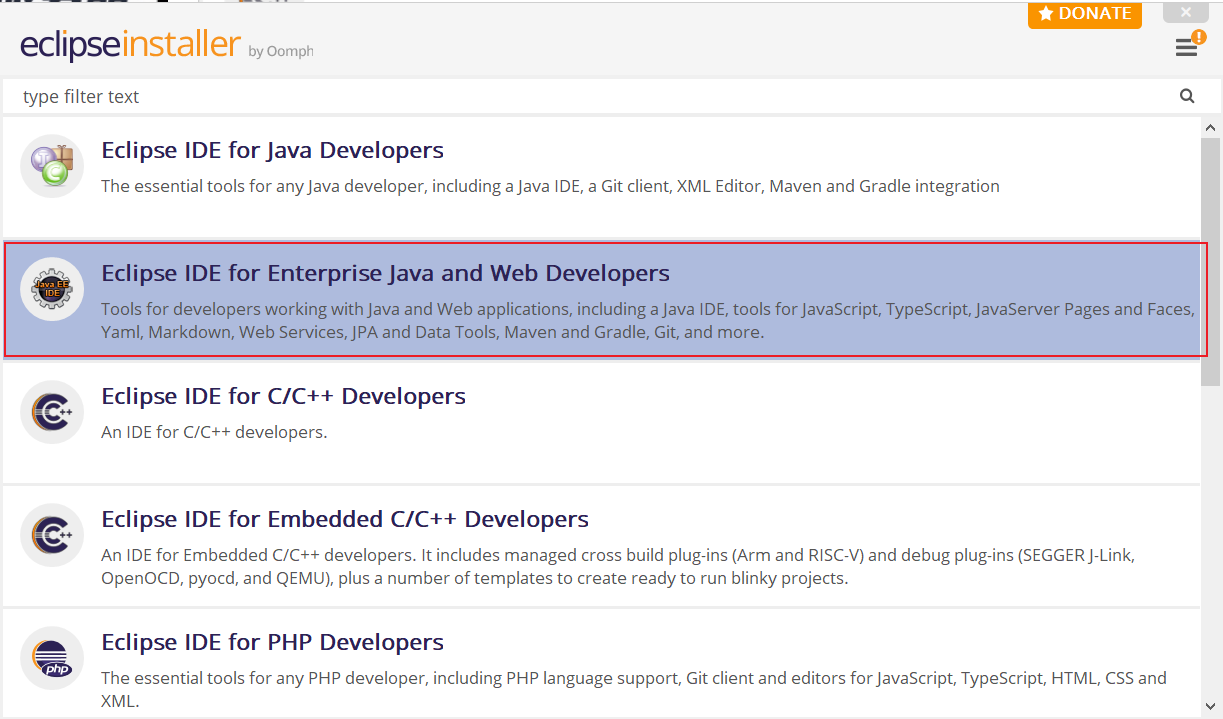 ★ DONATE
eclipseinstaller by Oomph
type filter text
Eclipse IDE for Java Developers
The essential tools for any Java developer, including a Java IDE, a Git client, XML Editor, Maven and Gradle integration
Java EE
IDE
Eclipse IDE for Enterprise Java and Web Developers
Tools for developers working with Java and Web applications, including a Java IDE, tools for JavaScript, TypeScript, JavaServer Pages and Faces,
Yaml, Markdown, Web Services, JPA and Data Tools, Maven and Gradle, Git, and more.
C++
Eclipse IDE for C/C++ Developers
An IDE for C/C++ developers.
C++
Eclipse IDE for Embedded C/C++ Developers
An IDE for Embedded C/C++ developers. It includes managed cross build plug-ins (Arm and RISC-V) and debug plug-ins (SEGGER J-Link,
OpenOCD, pyocd, and QEMU), plus a number of templates to create ready to run blinky projects.
php
Eclipse IDE for PHP Developers
The essential tools for any PHP developer, including PHP language support, Git client and editors for JavaScript, TypeScript, HTML, CSS and
XML.